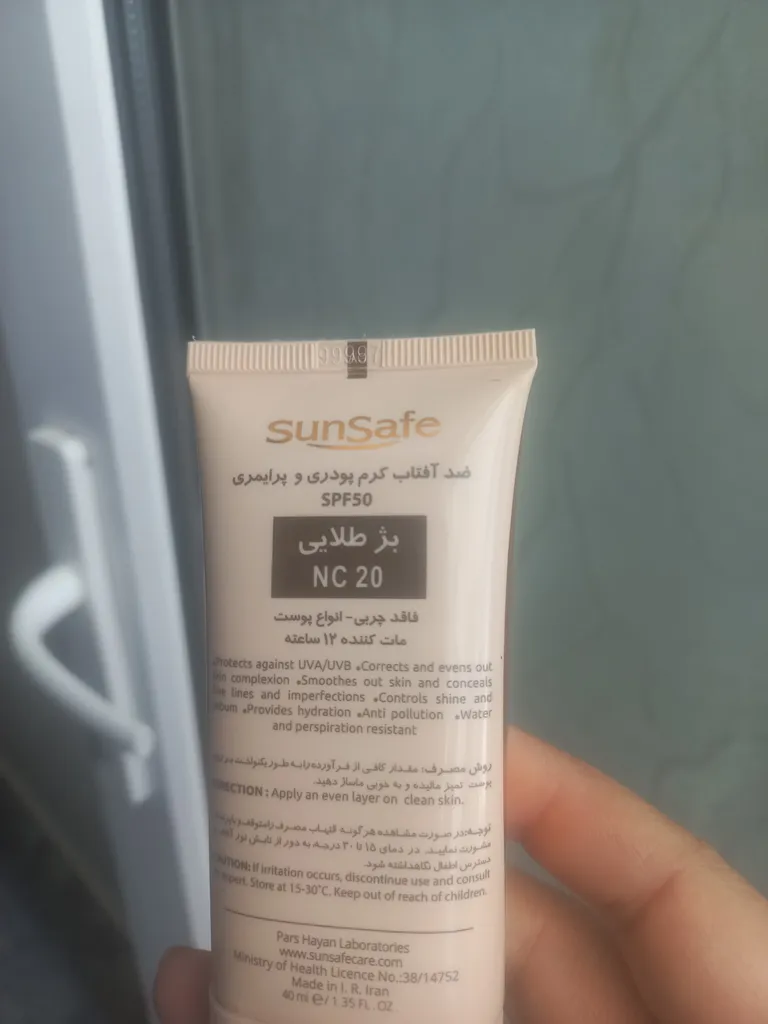 sunSafe
ضد آفتاب کرم پودری و پرایمری
SPF50
بژ طلایی
NC 20
فاقد چربی - انواع پوست
مات کننده ۱۲ ساعته
Protects against UVA/UVB •Corrects and evens out
complexion •Smoothes out skin and conceals
lines and imperfections •Controls shine and
•Provides hydration •Anti pollution •Water
and perspiration resistant
روش مصرف: مقدار کافی از فرآورده را به طور یکنواخت بر
پوست تمیز مالیده و به خوبی ماساژ دهید.
DIRECTION : Apply an even layer on clean skin.
توجه: در صورت مشاهده هرگونه التهاب مصرف را متوقف و با
مشورت نمایید. در دمای ۱۵ تا ۳۰ درجه، به دور از تابش نور
دسترس اطفال نگاهداشته شود.
CAUTION: If irritation occurs, discontinue use and consult
expert. Store at 15-30°C. Keep out of reach of children.
Pars Hayan Laboratories
www.sunsafecare.com
Ministry of Health Licence No.:38/14752
Made in I. R. Iran
40 ml e/ 1.35 FL. OZ.